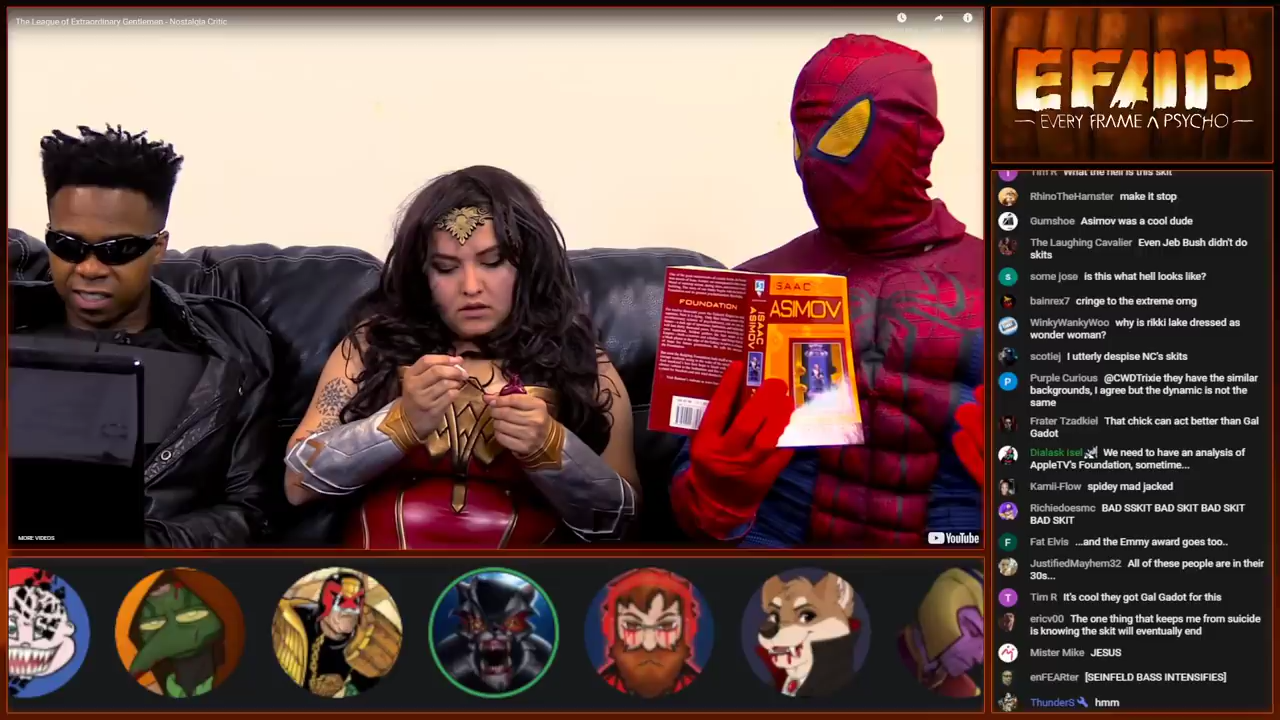 The League of Extraordinary Gentlemen - Nostalgia Critic
FOUNDATION
ISAAC
ASIMOV
ISAAC
ASIMOV
MORE VIDEOS
YouTube
EFAP
EVERY FRAME A PSYCHO
Tim R What the hell is this skit
RhinoTheHamster make it stop
Gumshoe Asimov was a cool dude
The Laughing Cavalier Even Jeb Bush didn't do
skits
some jose is this what hell looks like?
bainrex7 cringe to the extreme omg
WinkyWankyWoo why is rikki lake dressed as
wonder woman?
scotiej I utterly despise NC's skits
Purple Curious @CWDTrixie they have the similar
backgrounds, I agree but the dynamic is not the
same
Frater Tzadkiel That chick can act better than Gal
Gadot
Dialask Isel We need to have an analysis of
AppleTV's Foundation, sometime...
Kamii-Flow spidey mad jacked
Richiedoesmc BAD SSKIT BAD SKIT BAD SKIT
BAD SKIT
Fat Elvis ...and the Emmy award goes too..
JustifiedMayhem32 All of these people are in their
30s...
Tim R It's cool they got Gal Gadot for this
ericv00 The one thing that keeps me from suicide
is knowing the skit will eventually end
Mister Mike JESUS
enFEARter [SEINFELD BASS INTENSIFIES]
ThunderS hmm